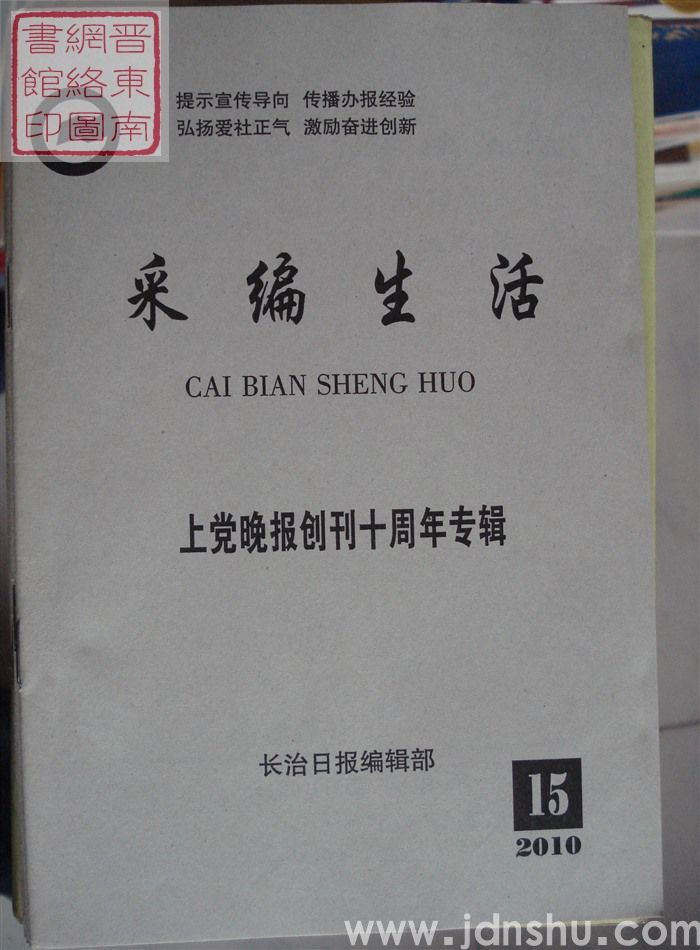 晋東南
網絡圖
書館印
提示宣传导向 传播办报经验
弘扬爱社正气 激励奋进创新
采编生活
CAI BIAN SHENG HUO
上党晚报创刊十周年专辑
长治日报编辑部
15
2010
www.jdnshu.com